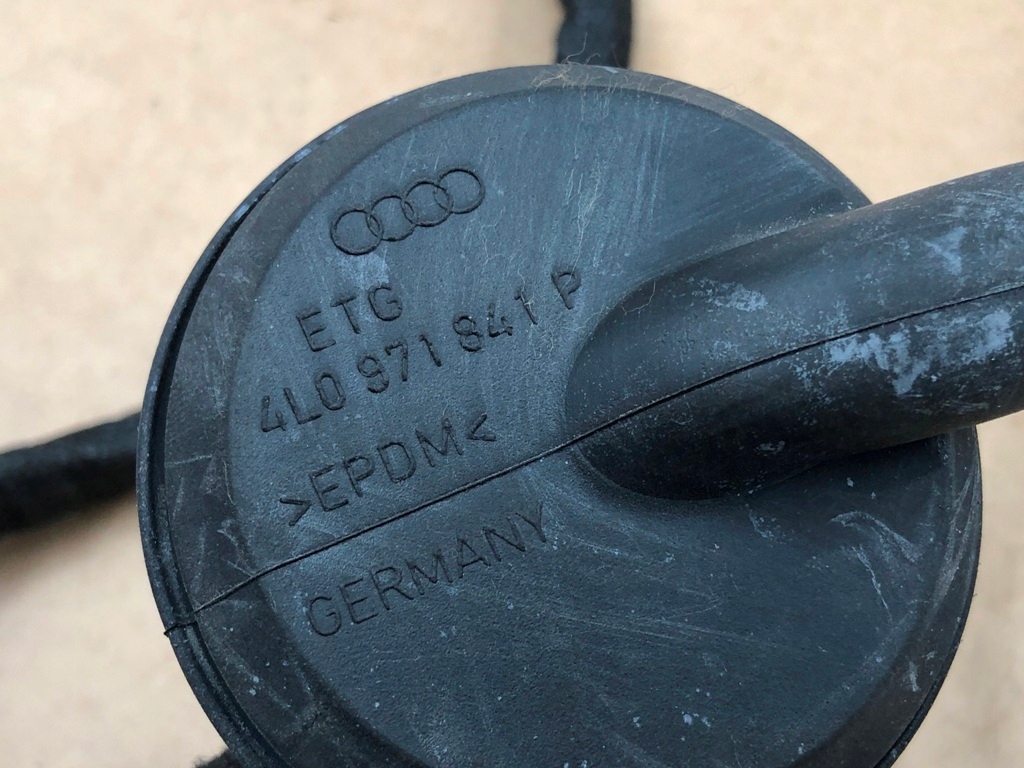 ETG
4L0 971 841 P
>EPDM<
GERMANY